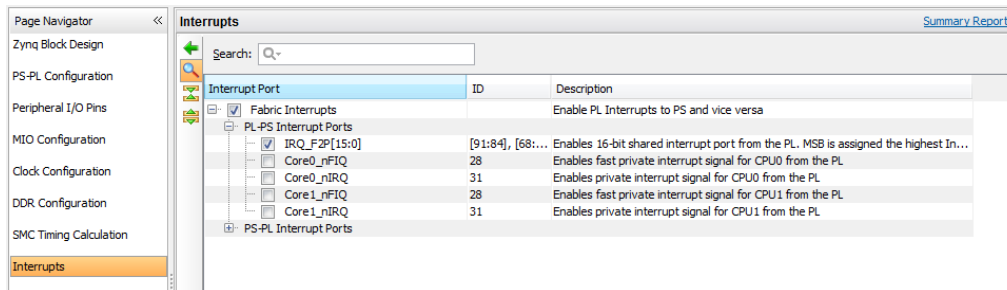 Page Navigator
Zynq Block Design
PS-PL Configuration
Peripheral I/O Pins
MIO Configuration
Clock Configuration
DDR Configuration
SMC Timing Calculation
Interrupts
Interrupts Summary Report
Search:
Interrupt Port ID Description
Fabric Interrupts Enable PL Interrupts to PS and vice versa
PL-PS Interrupt Ports
IRQ_F2P[15:0] [91:84], [68:... Enables 16-bit shared interrupt port from the PL. MSB is assigned the highest In...
Core0_nFIQ 28 Enables fast private interrupt signal for CPU0 from the PL
Core0_nIRQ 31 Enables private interrupt signal for CPU0 from the PL
Core1_nFIQ 28 Enables fast private interrupt signal for CPU1 from the PL
Core1_nIRQ 31 Enables private interrupt signal for CPU1 from the PL
PS-PL Interrupt Ports